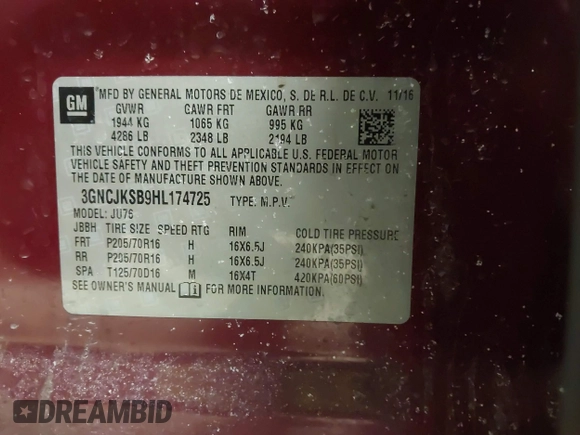 GM
MFD BY GENERAL MOTORS DE MEXICO, S. DE R.L. DE C.V. 11/16
GVWR GAWR FRT GAWR RR
1944 KG 1065 KG 995 KG
4286 LB 2348 LB 2194 LB
THIS VEHICLE CONFORMS TO ALL APPLICABLE U.S. FEDERAL MOTOR
VEHICLE SAFETY AND THEFT PREVENTION STANDARDS IN EFFECT ON
THE DATE OF MANUFACTURE SHOWN ABOVE.
3GNCJKSB9HL174725 TYPE: M.P.V.
MODEL: JU76
JBBH TIRE SIZE SPEED RTG RIM COLD TIRE PRESSURE
FRT P205/70R16 H 16X6.5J 240KPA(35PSI)
RR P205/70R16 H 16X6.5J 240KPA(35PSI)
SPA T125/70D16 M 16X4T 420KPA(60PSI)
SEE OWNER'S MANUAL FOR MORE INFORMATION.
DREAMBID